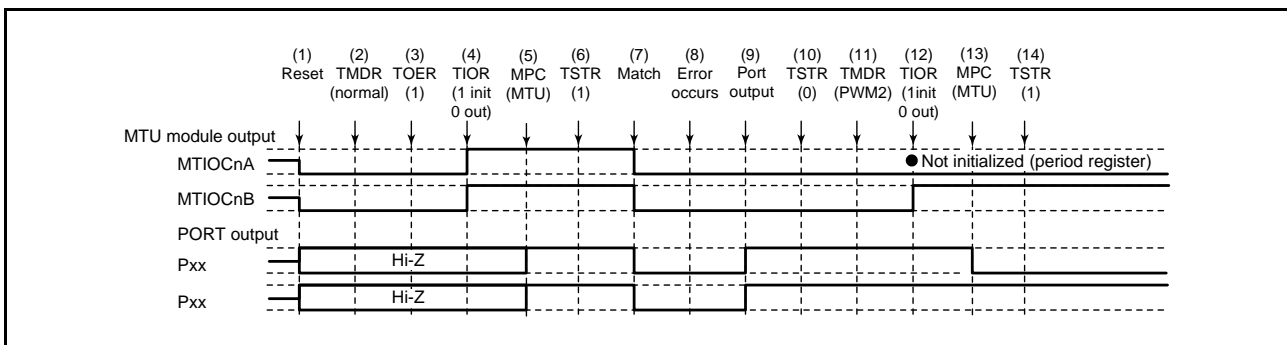 (1) (2) (3) (4) (5) (6) (7) (8) (9) (10) (11) (12) (13) (14)
Reset TMDR TOER TIOR MPC TSTR Match Error Port TSTR TMDR TIOR MPC TSTR
(normal) (1) (1 init (MTU) (1) occurs output (0) (PWM2) (1init (MTU) (1)
0 out) 0 out)
MTU module output
MTIOCnA
Not initialized (period register)
MTIOCnB
PORT output
Pxx
Hi-Z
Pxx
Hi-Z